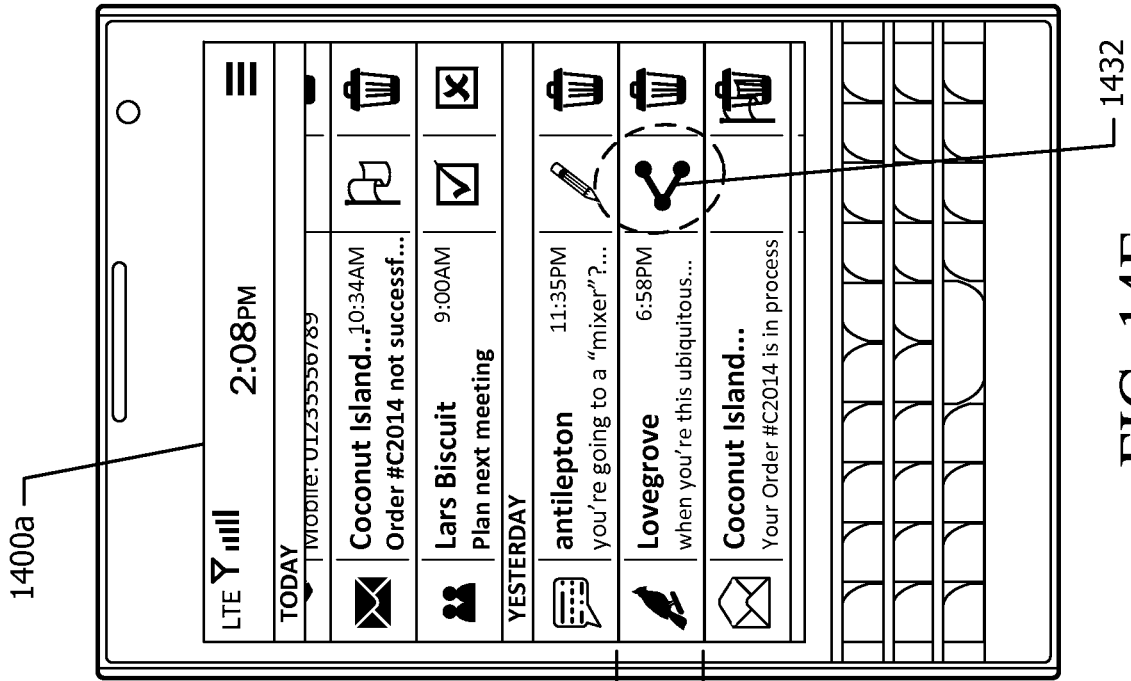 1400a
LTE 2:08PM
TODAY
Mobile: 01235556789
Coconut Island... 10:34AM
Order #C2014 not successf...
Lars Biscuit 9:00AM
Plan next meeting
YESTERDAY
antilepton 11:35PM
you're going to a “mixer”?...
Lovegrove 6:58PM
when you're this ubiquitous...
Coconut Island...
Your Order #C2014 is in process
1432